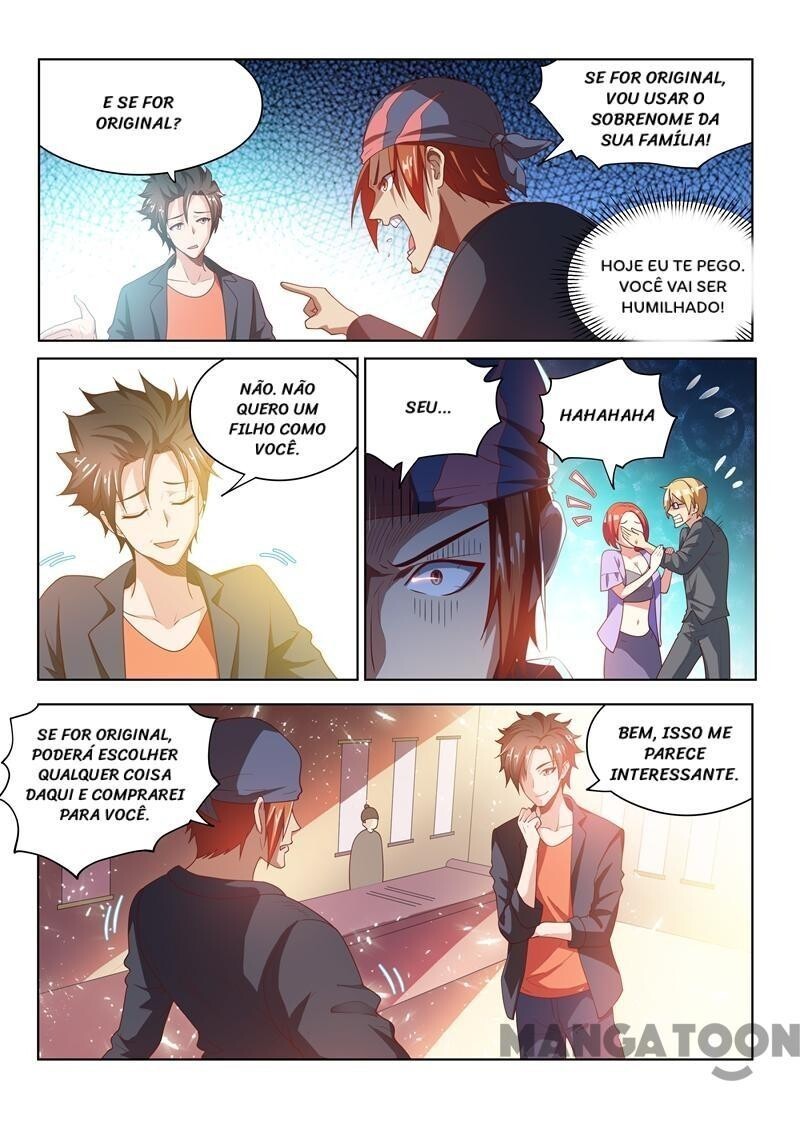 E SE FOR
ORIGINAL?
SE FOR ORIGINAL,
VOU USAR O
SOBRENOME DA
SUA FAMÍLIA!
HOJE EU TE PEGO.
VOCÊ VAI SER
HUMILHADO!
NÃO. NÃO
QUERO UM
FILHO COMO
VOCÊ.
SEU...
HAHAHAHA
SE FOR ORIGINAL,
PODERÁ ESCOLHER
QUALQUER COISA
DAQUI E COMPRAREI
PARA VOCÊ.
BEM, ISSO ME
PARECE
INTERESSANTE.
MANGATOON